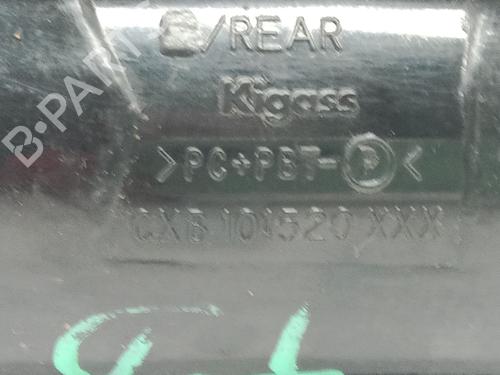 /REAR
Kigass
>PC+PBT-P<
CXB 101520 XXX
B-PARTS